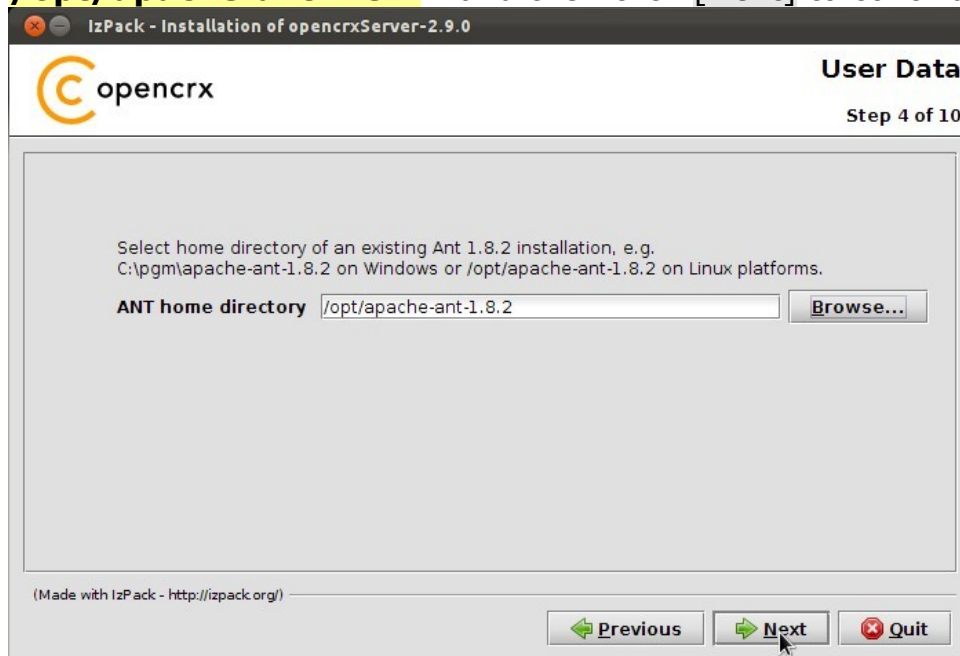 IzPack - Installation of opencrxServer-2.9.0
opencrx
User Data
Step 4 of 10
Select home directory of an existing Ant 1.8.2 installation, e.g.
C:\pgm\apache-ant-1.8.2 on Windows or /opt/apache-ant-1.8.2 on Linux platforms.
ANT home directory /opt/apache-ant-1.8.2 Browse...
(Made with IzPack - http://izpack.org/)
Previous Next Quit